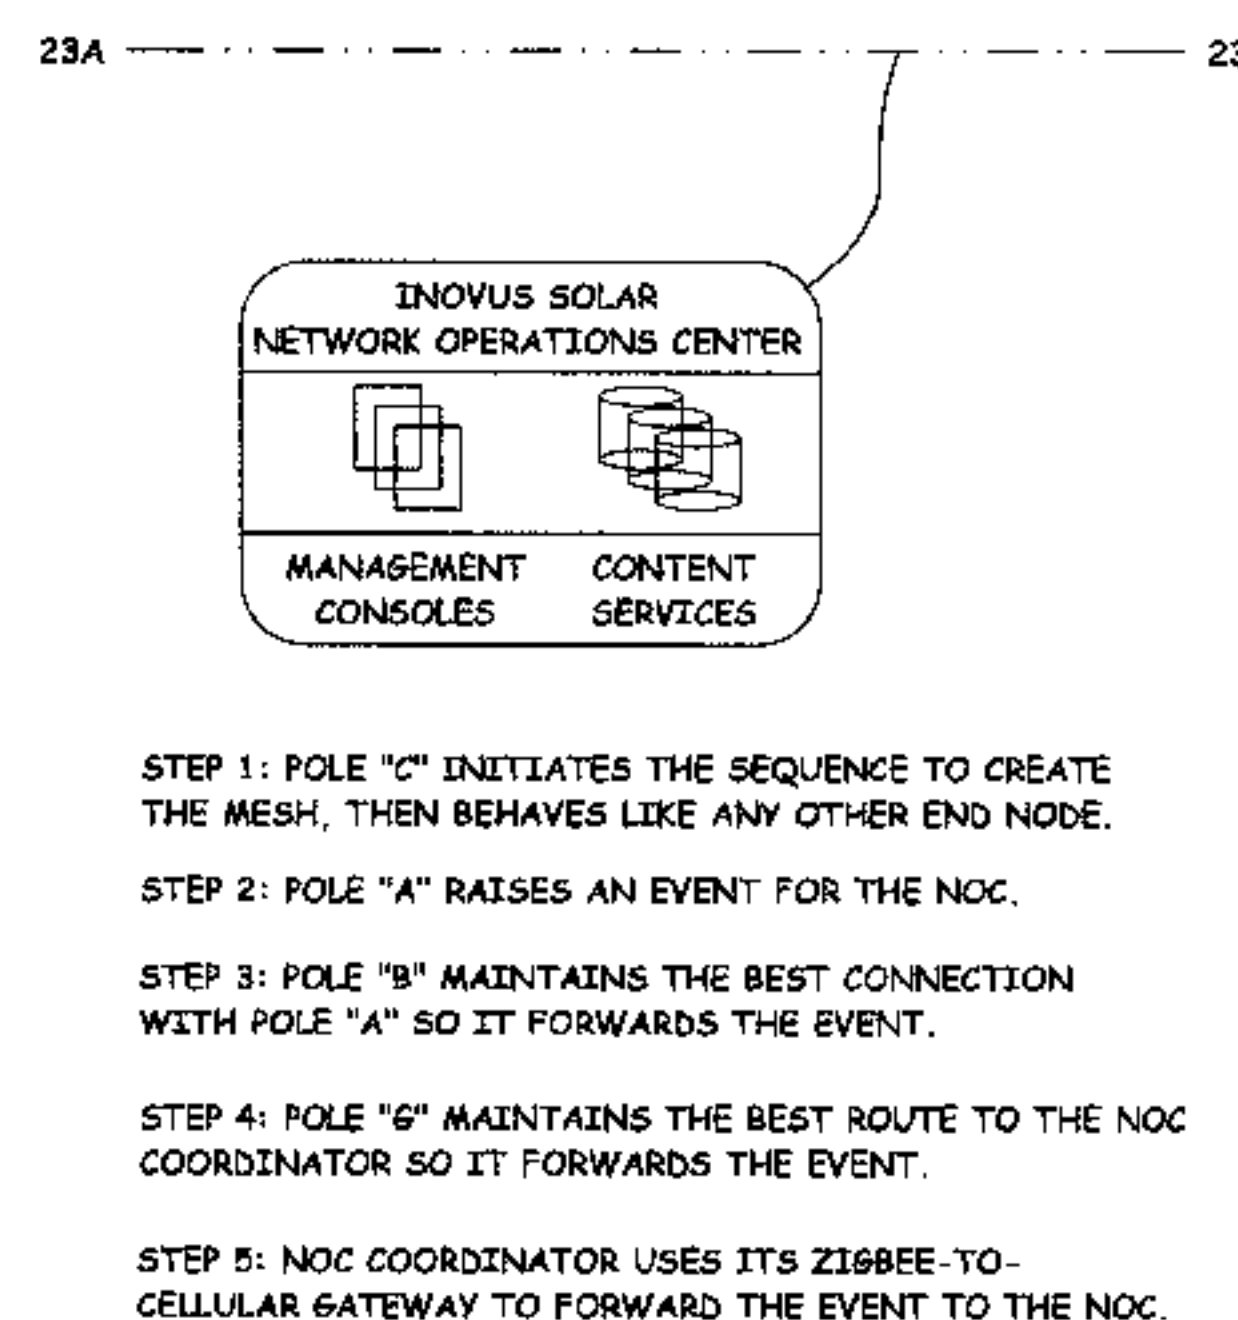 23A 23
INOVUS SOLAR
NETWORK OPERATIONS CENTER
MANAGEMENT CONTENT
CONSOLES SERVICES
STEP 1: POLE "C" INITIATES THE SEQUENCE TO CREATE
THE MESH, THEN BEHAVES LIKE ANY OTHER END NODE.
STEP 2: POLE "A" RAISES AN EVENT FOR THE NOC.
STEP 3: POLE "B" MAINTAINS THE BEST CONNECTION
WITH POLE "A" SO IT FORWARDS THE EVENT.
STEP 4: POLE "G" MAINTAINS THE BEST ROUTE TO THE NOC
COORDINATOR SO IT FORWARDS THE EVENT.
STEP 5: NOC COORDINATOR USES ITS ZIGBEE-TO-
CELLULAR GATEWAY TO FORWARD THE EVENT TO THE NOC.